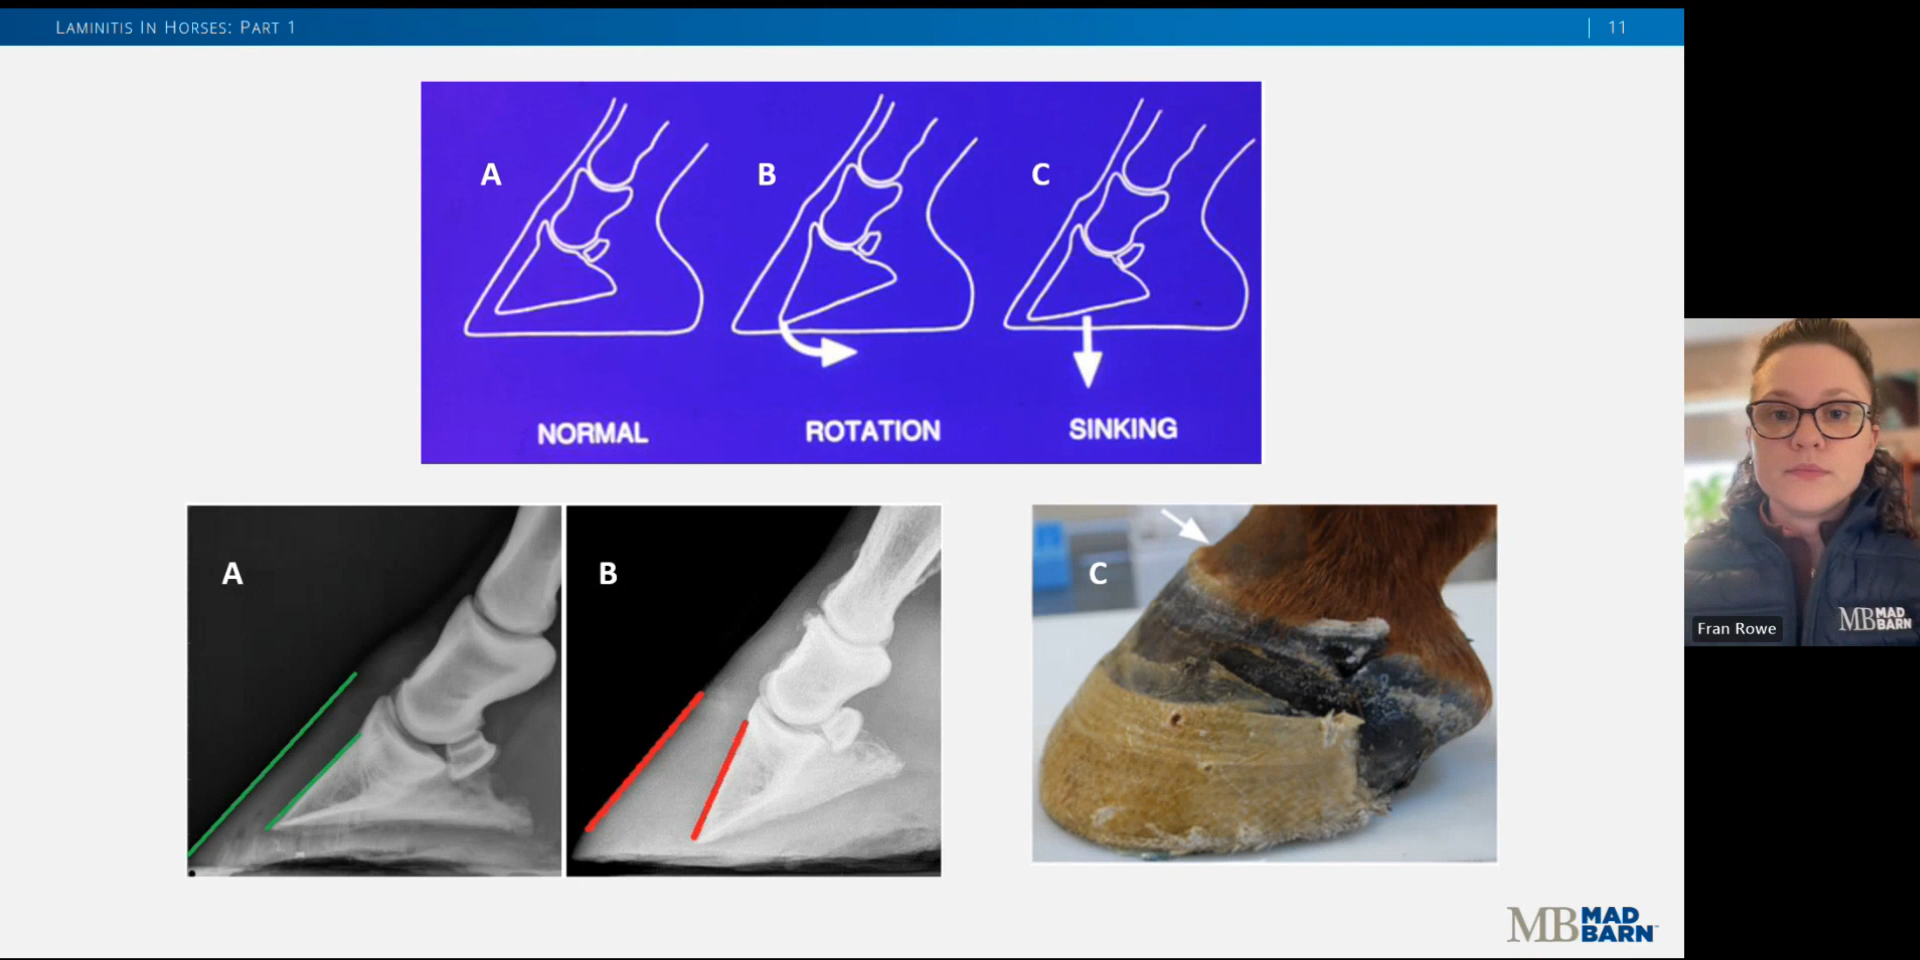 LAMINITIS IN HORSES: PART 1
11
A
B
C
NORMAL
ROTATION
SINKING
A
B
C
Fran Rowe
MB MAD BARN
MB MAD BARN